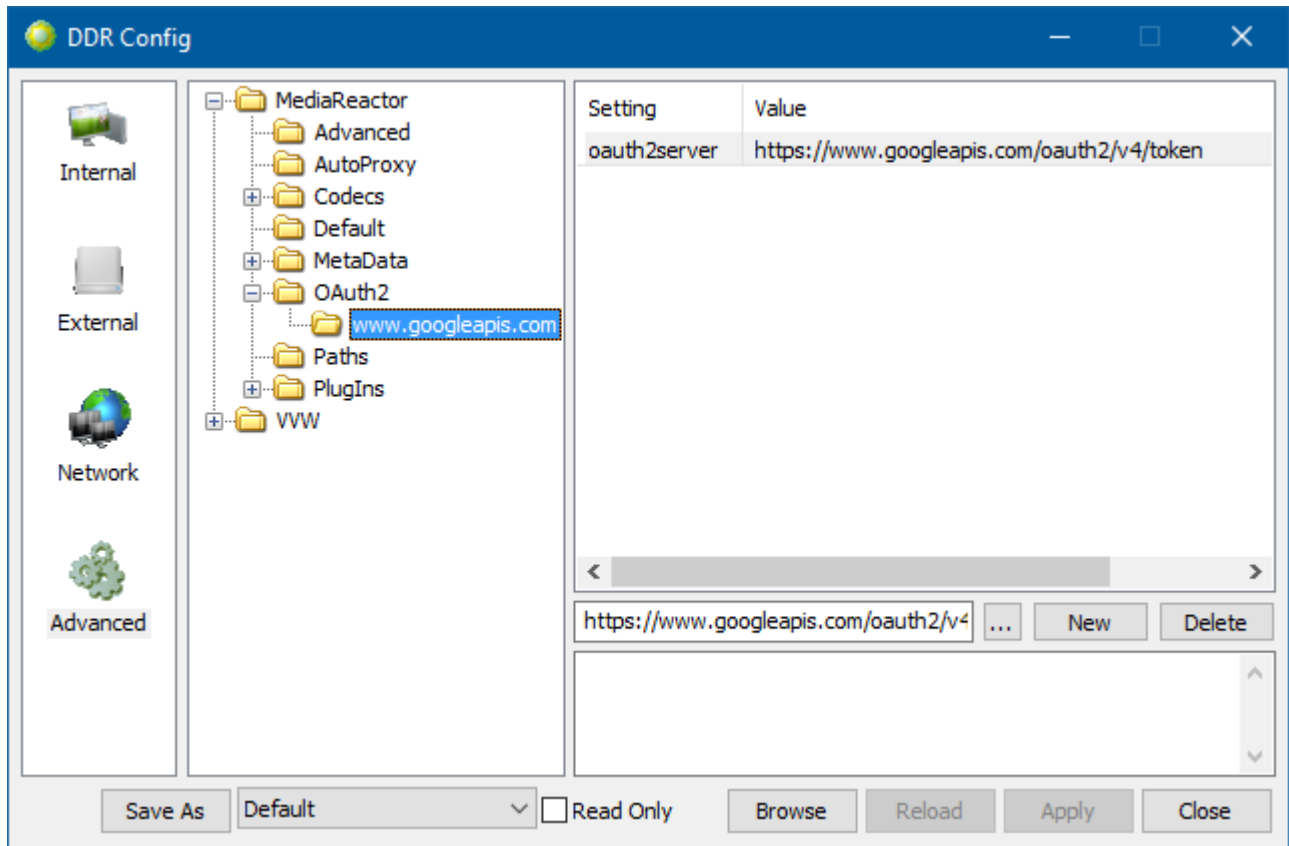 DDR Config
Internal
External
Network
Advanced
MediaReactor
Advanced
AutoProxy
Codecs
Default
MetaData
OAuth2
www.googleapis.com
Paths
PlugIns
VVW
Setting Value
oauth2server https://www.googleapis.com/oauth2/v4/token
https://www.googleapis.com/oauth2/v4 ... New Delete
Save As Default Read Only Browse Reload Apply Close